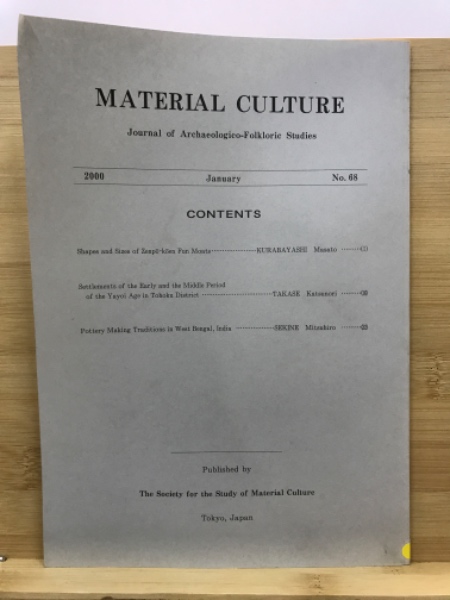 MATERIAL CULTURE
Journal of Archaeologico-Folkloric Studies
2000 January No. 68
CONTENTS
Shapes and Sizes of Zenpō-kōen Fun Moats KURABAYASHI Masato (1)
Settlements of the Early and the Middle Period
of the Yayoi Age in Tohoku District TAKASE Katsunori
Pottery Making Traditions in West Bengal, India SEKINE
Published by
The Society for the Study of Material Culture
Tokyo, Japan